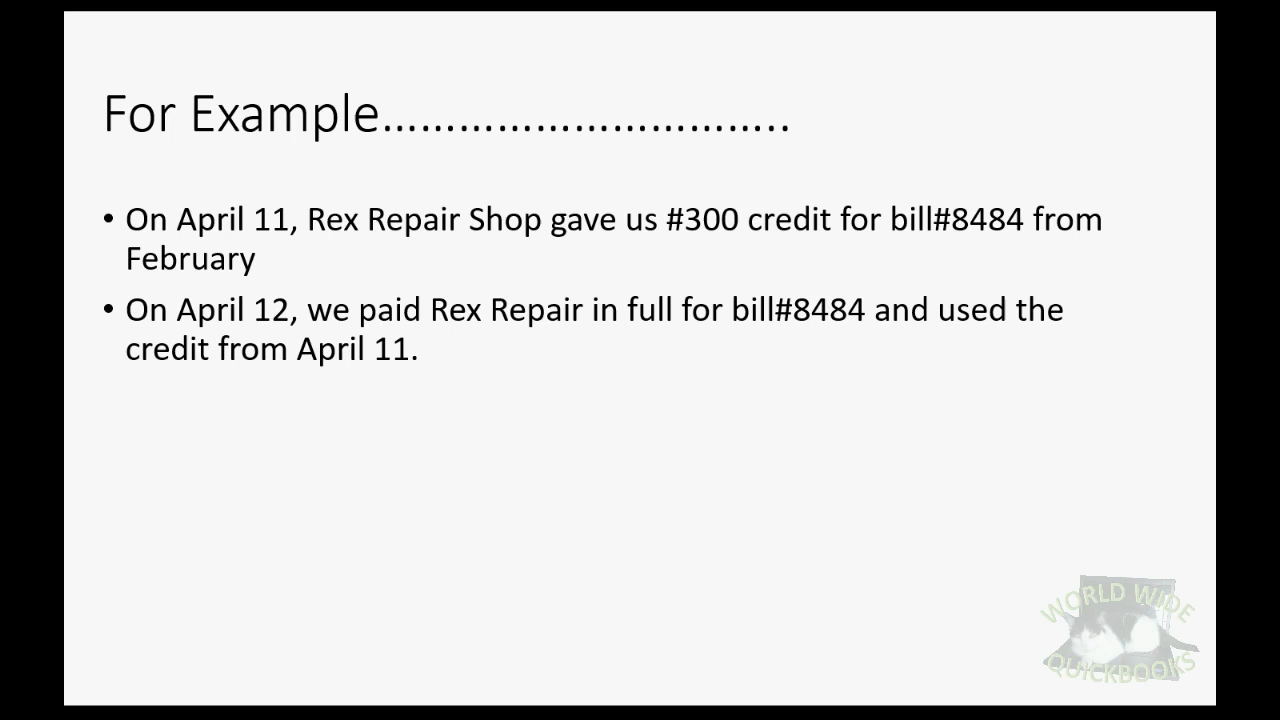 For Example……………………………..
• On April 11, Rex Repair Shop gave us #300 credit for bill#8484 from
February
• On April 12, we paid Rex Repair in full for bill#8484 and used the
credit from April 11.
WORLD WIDE
QUICKBOOKS